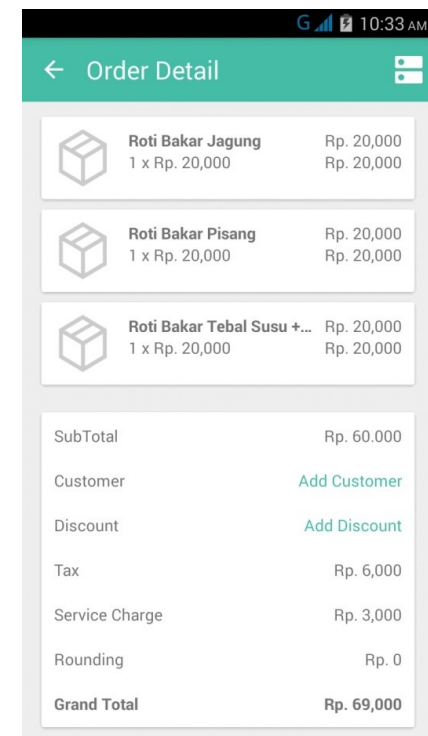 G 10:33 AM
Order Detail
Roti Bakar Jagung Rp. 20,000
1 x Rp. 20,000 Rp. 20,000
Roti Bakar Pisang Rp. 20,000
1 x Rp. 20,000 Rp. 20,000
Roti Bakar Tebal Susu +... Rp. 20,000
1 x Rp. 20,000 Rp. 20,000
SubTotal Rp. 60.000
Customer Add Customer
Discount Add Discount
Tax Rp. 6,000
Service Charge Rp. 3,000
Rounding Rp. 0
Grand Total Rp. 69,000